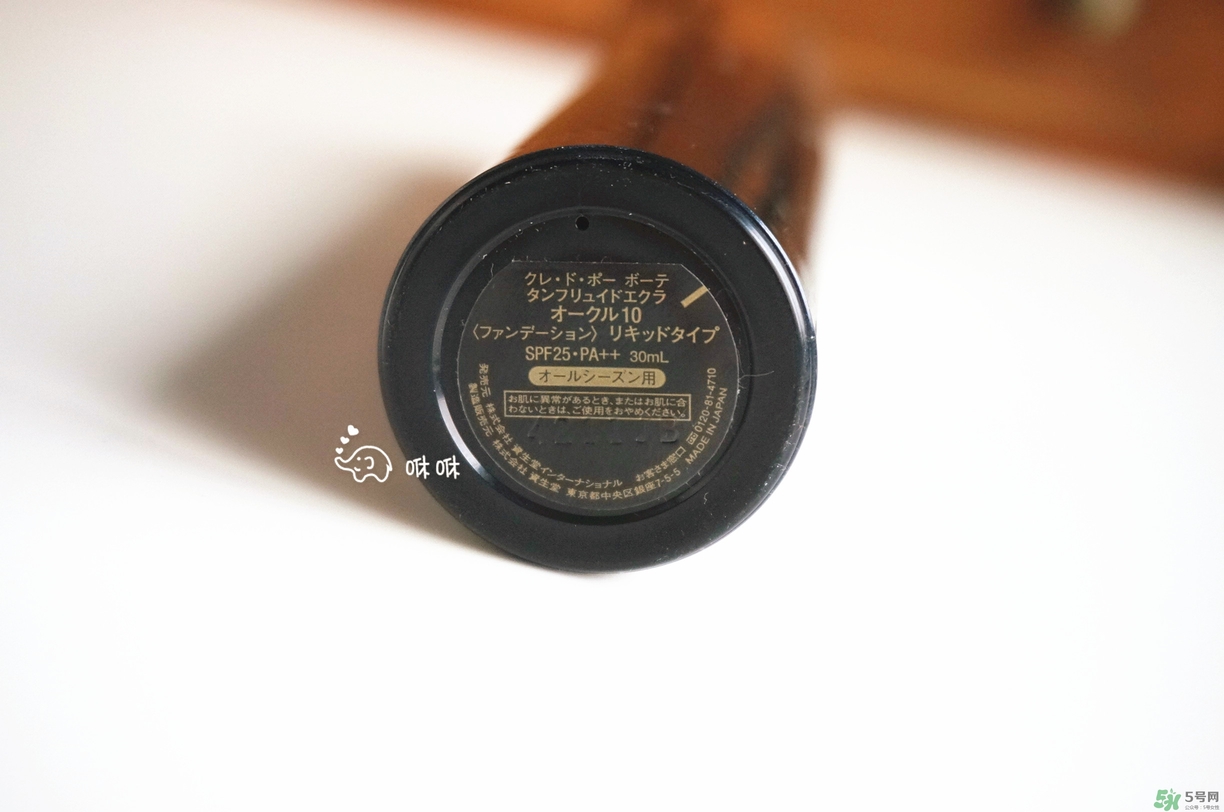 クレ・ド・ポー ボーテ
タンフリュイドエクラ
オークル10
〈ファンデーション〉 リキッドタイプ
SPF25・PA++ 30mL
オールシーズン用
お肌に異常があるとき、またはお肌に合
わないときは、ご使用をおやめください。
発売元 株式会社 資生堂インターナショナル お客さま窓口 0120-81-4710
製造販売元 株式会社 資生堂 東京都中央区銀座7-5-5 MADE IN JAPAN
咻咻
5号网